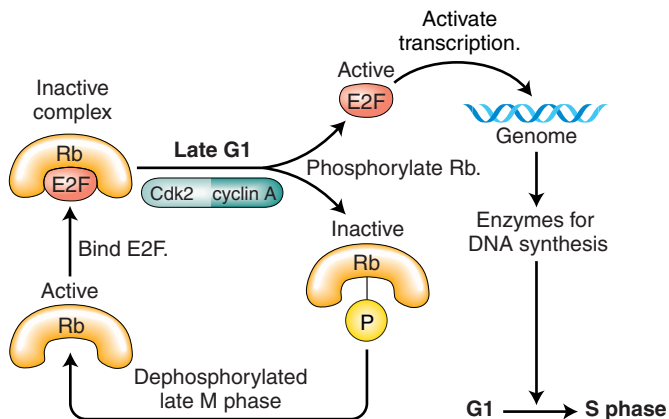 Activate
transcription.
Inactive
complex
Active
E2F
Rb
E2F
Late G1
Cdk2 cyclin A
Phosphorylate Rb.
Genome
Bind E2F.
Inactive
Rb
P
Enzymes for
DNA synthesis
Active
Rb
Dephosphorylated
late M phase
G1 S phase